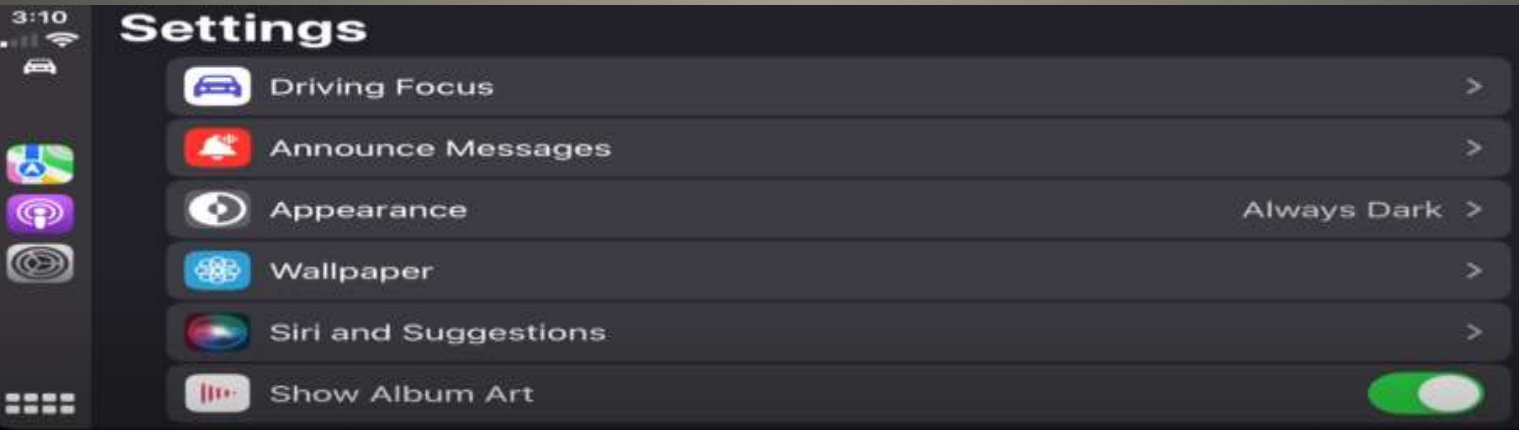 3:10
Settings
Driving Focus
Announce Messages
Appearance
Always Dark
Wallpaper
Siri and Suggestions
Show Album Art